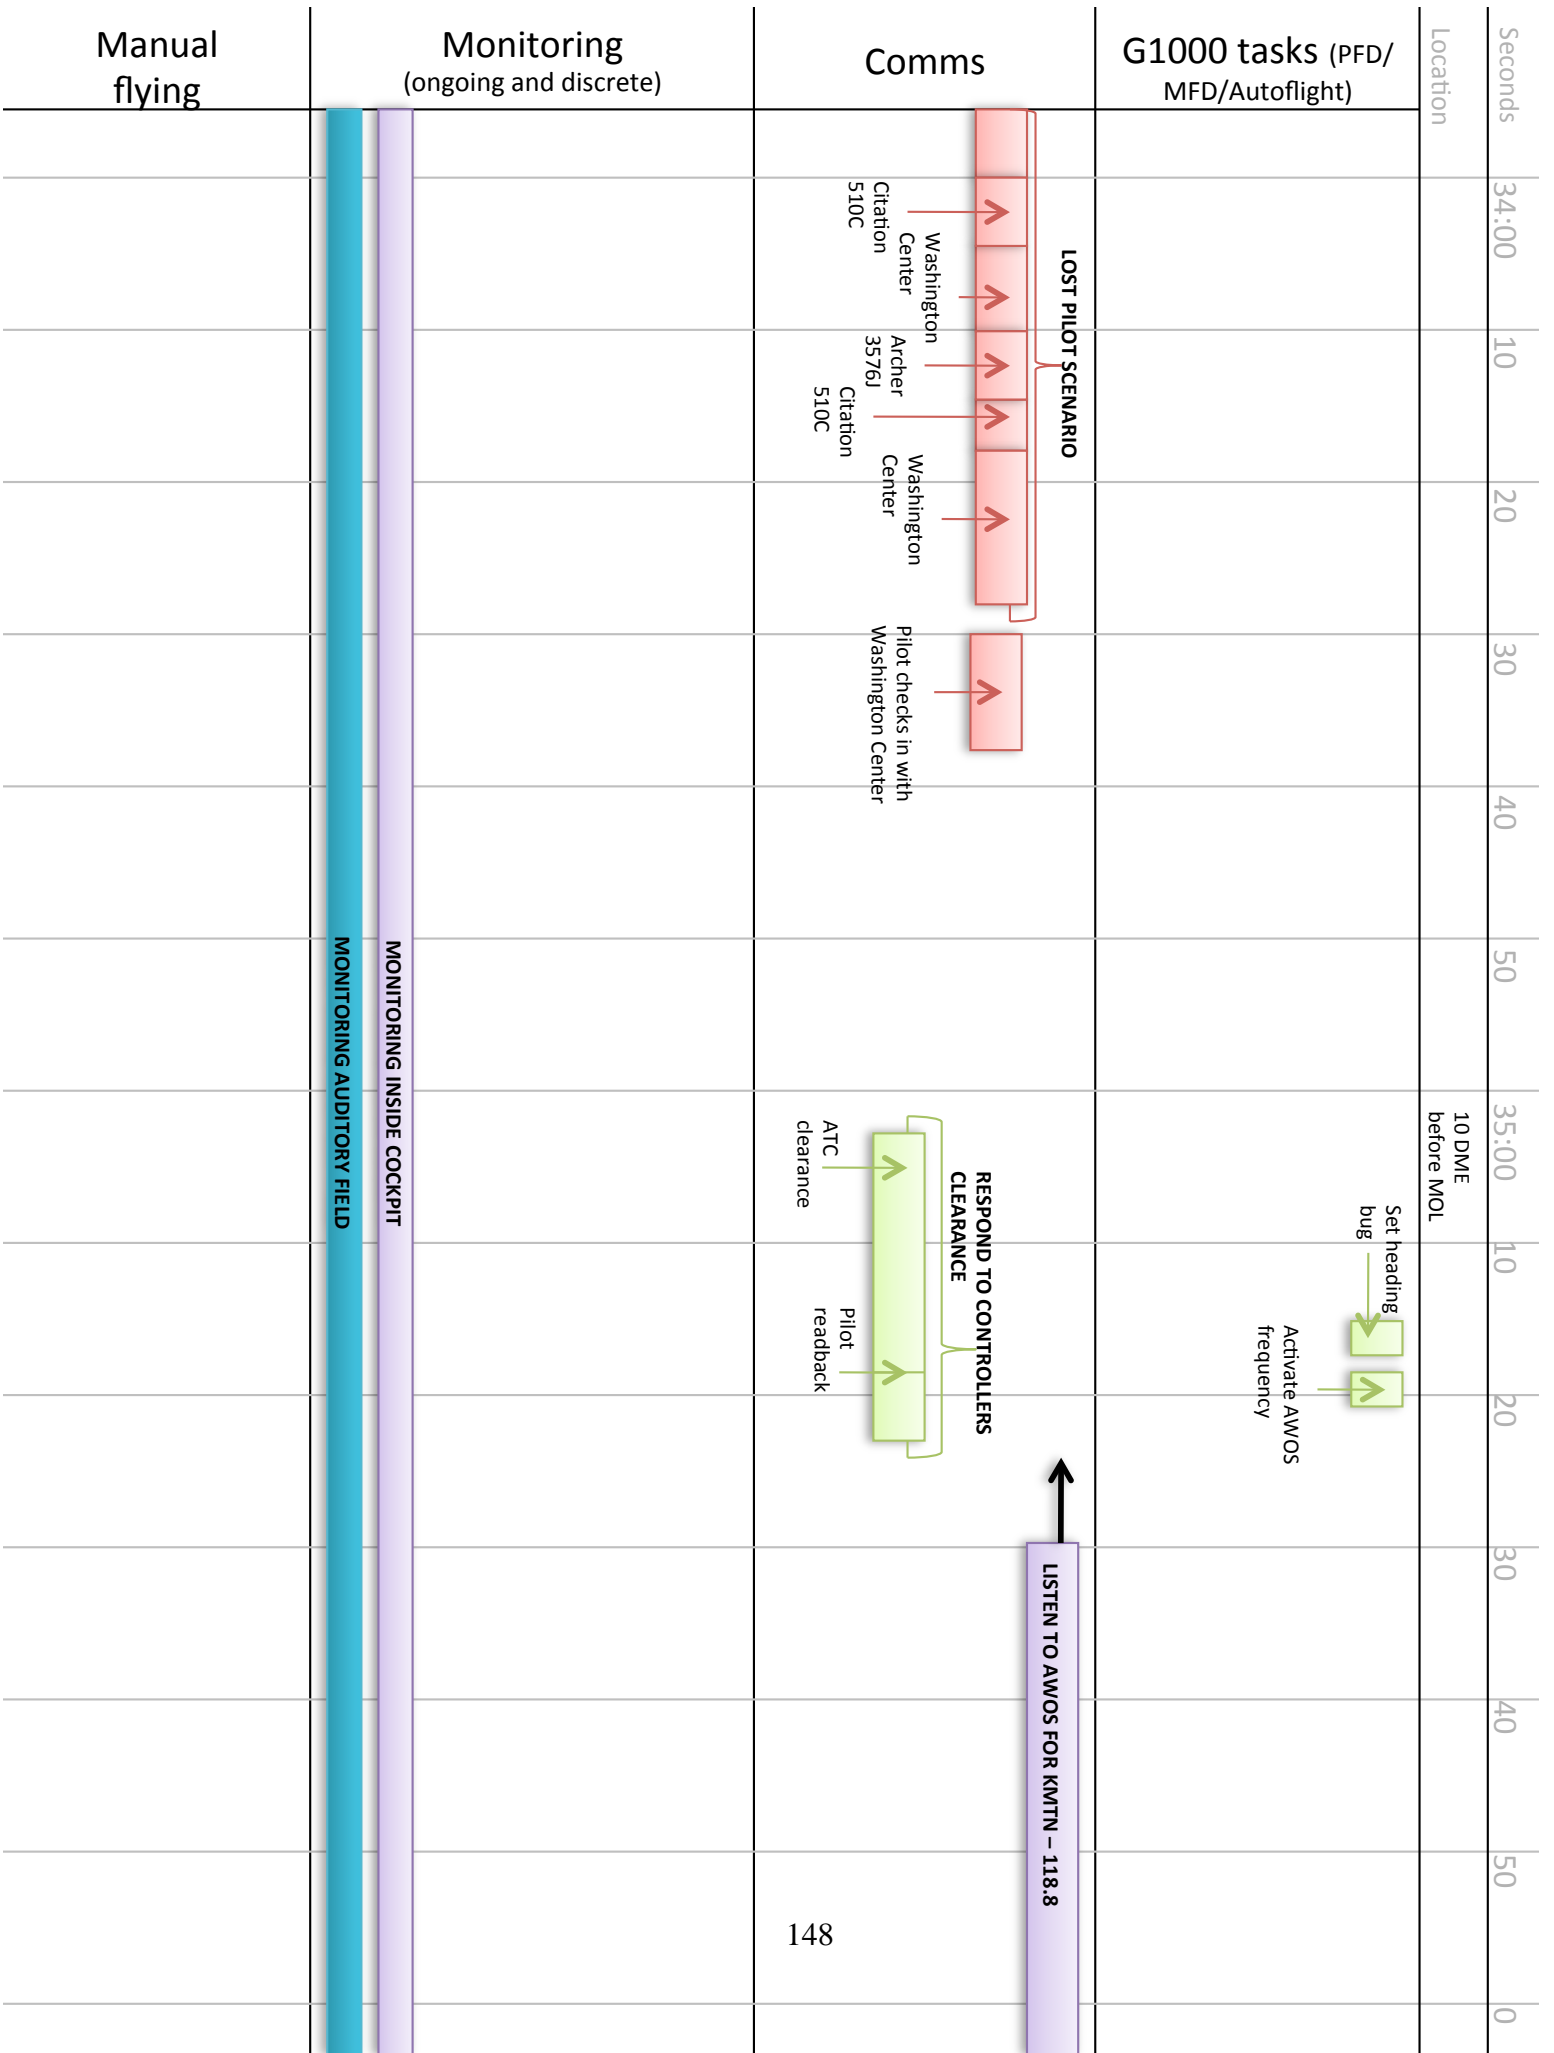 Manual
flying
Monitoring
(ongoing and discrete)
Comms
G1000 tasks (PFD/
MFD/Autoflight)
Location
Seconds
34:00
10
20
30
40
50
35:00
10
20
30
40
50
0
10 DME
before MOL
Set heading
bug
Activate AWOS
frequency
LOST PILOT SCENARIO
Citation
510C
Washington
Center
Archer
3576J
Citation
510C
Washington
Center
Pilot checks in with
Washington Center
RESPOND TO CONTROLLERS
CLEARANCE
ATC
clearance
Pilot
readback
LISTEN TO AWOS FOR KMTN – 118.8
MONITORING INSIDE COCKPIT
MONITORING AUDITORY FIELD
148